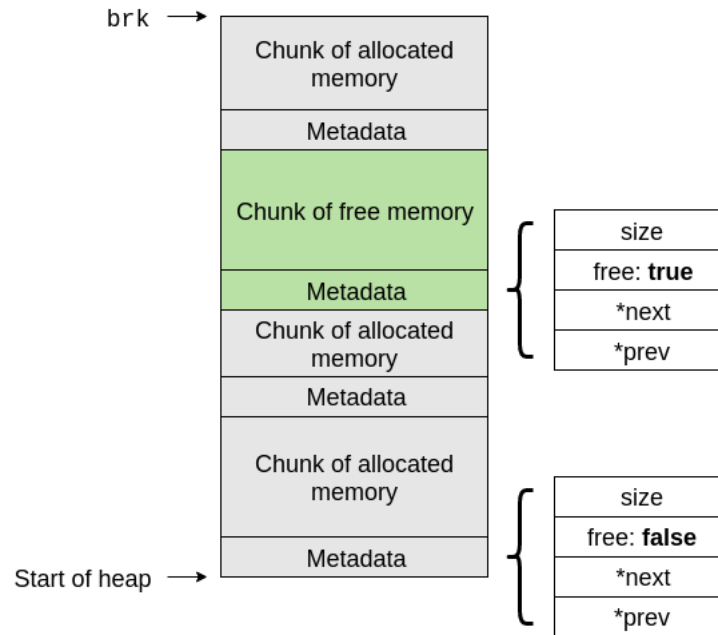 brk
Chunk of allocated
memory
Metadata
Chunk of free memory
Metadata
Chunk of allocated
memory
Metadata
Chunk of allocated
memory
Metadata
Start of heap
size
free: true
*next
*prev
size
free: false
*next
*prev